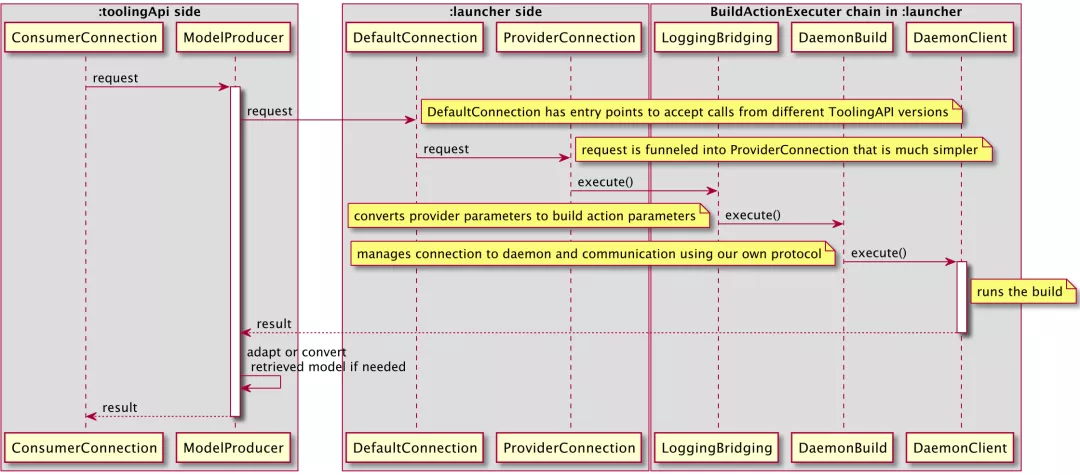 :toolingApi side
:launcher side
BuildActionExecuter chain in :launcher
ConsumerConnection
ModelProducer
DefaultConnection
ProviderConnection
LoggingBridging
DaemonBuild
DaemonClient
request
request
DefaultConnection has entry points to accept calls from different ToolingAPI versions
request
request is funneled into ProviderConnection that is much simpler
execute()
converts provider parameters to build action parameters
execute()
manages connection to daemon and communication using our own protocol
execute()
runs the build
result
adapt or convert
retrieved model if needed
result
ConsumerConnection
ModelProducer
DefaultConnection
ProviderConnection
LoggingBridging
DaemonBuild
DaemonClient